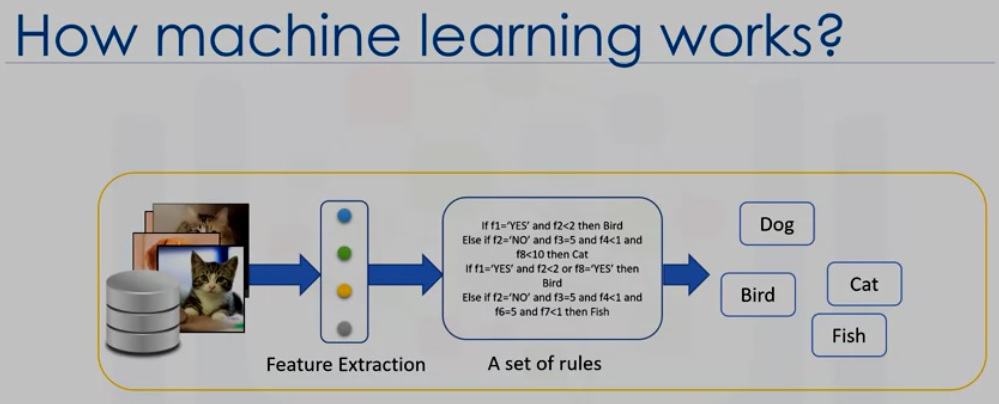 How machine learning works?
If f1='YES' and f2<2 then Bird
Else if f2='NO' and f3=5 and f4<1 and
f8<10 then Cat
If f1='YES' and f2<2 or f8='YES' then
Bird
Else if f2='NO' and f3=5 and f4<1 and
f6=5 and f7<1 then Fish
Feature Extraction
A set of rules
Dog
Bird
Cat
Fish